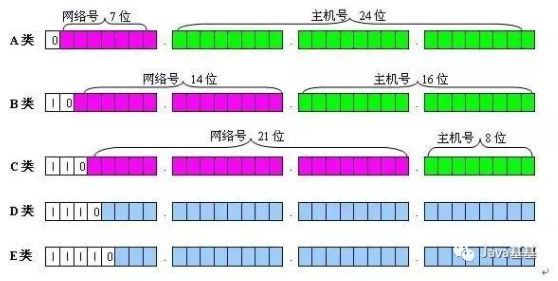 网络号 7 位 主机号 24 位
A 类 0
网络号 14 位 主机号 16 位
B 类 1 0
网络号 21 位 主机号 8 位
C 类 1 1 0
D 类 1 1 1 0
E 类 1 1 1 1 0
Java基基